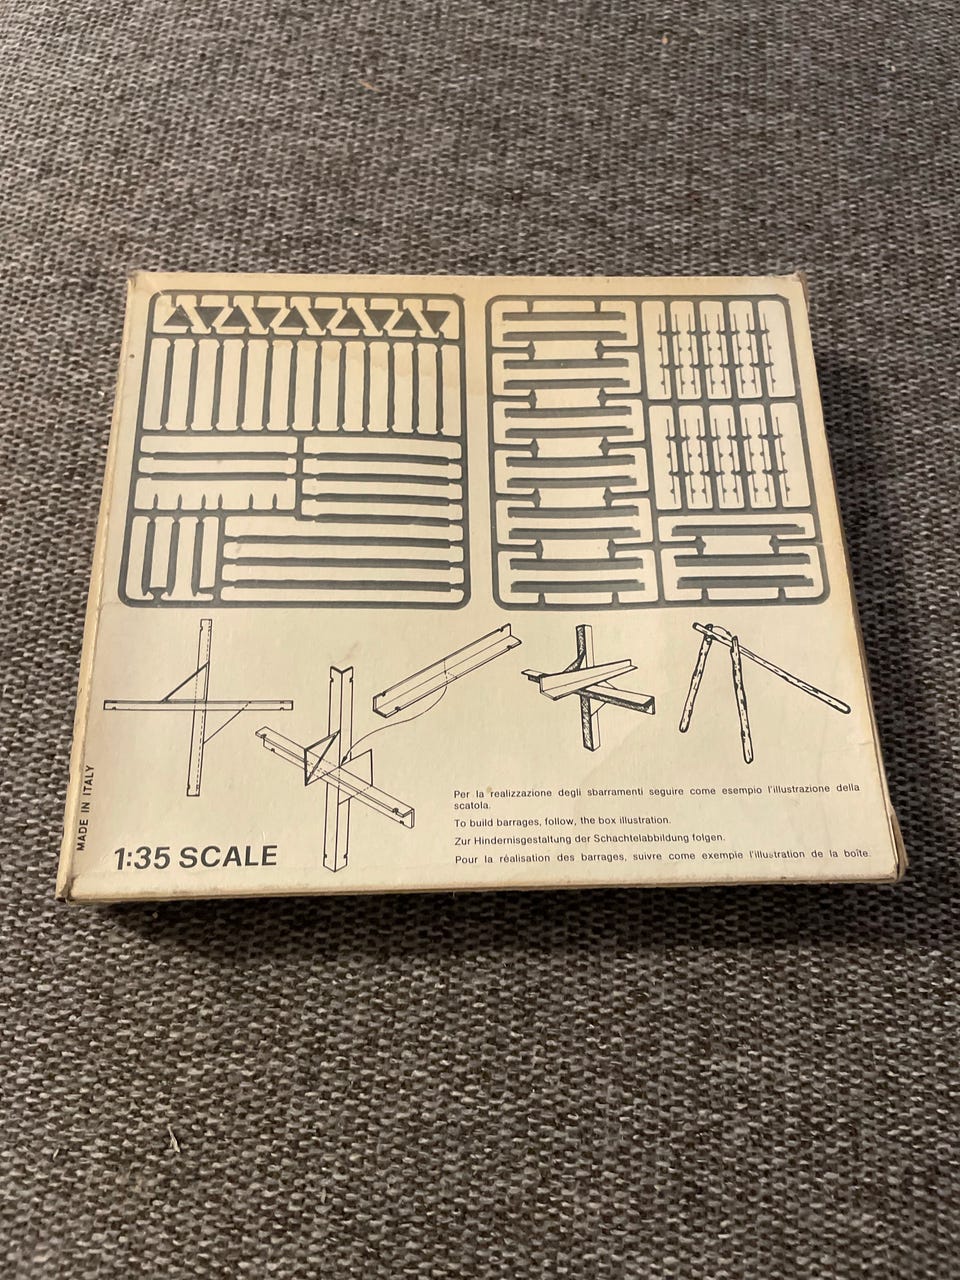 MADE IN ITALY
1:35 SCALE
Per la realizzazione degli sbarramenti seguire come esempio l'illustrazione della
scatola.
To build barrages, follow, the box illustration.
Zur Hindernisgestaltung der Schachtelabbildung folgen.
Pour la réalisation des barrages, suivre come exemple l'illustration de la boîte.